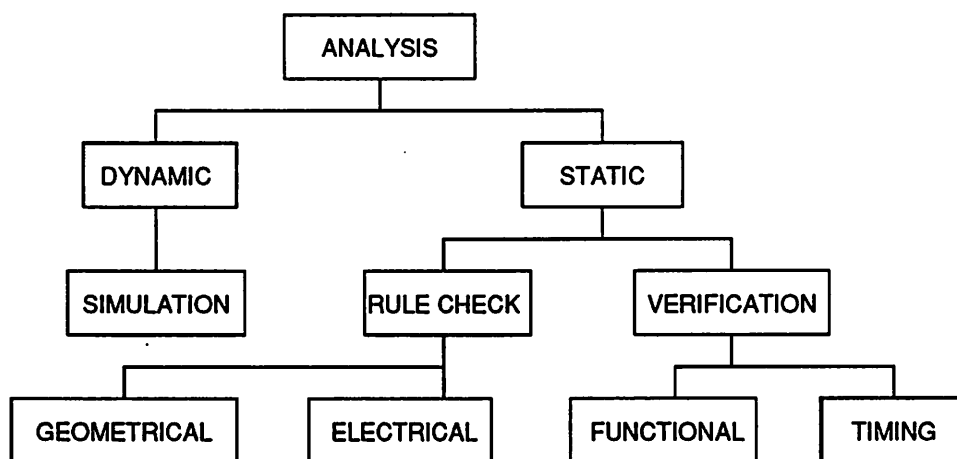 ANALYSIS
DYNAMIC
STATIC
SIMULATION
RULE CHECK
VERIFICATION
GEOMETRICAL
ELECTRICAL
FUNCTIONAL
TIMING